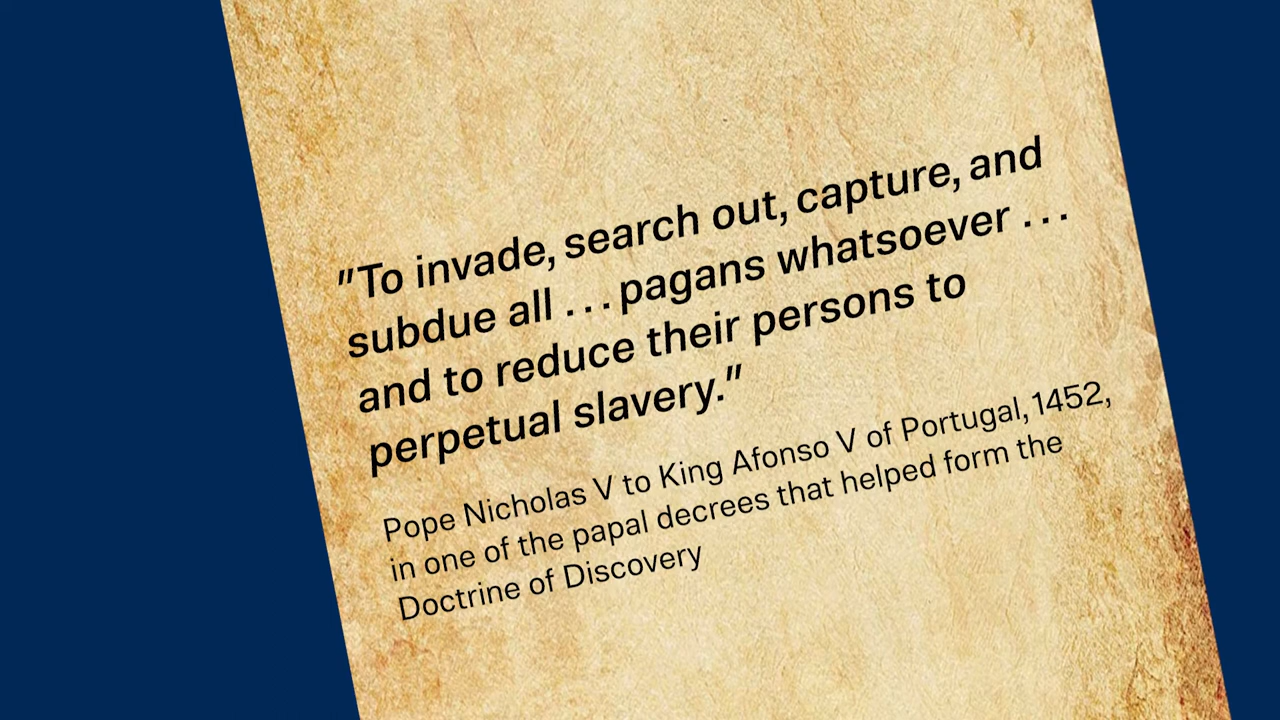 "To invade, search out, capture, and
subdue all . . . pagans whatsoever . . .
and to reduce their persons to
perpetual slavery."
Pope Nicholas V to King Afonso V of Portugal, 1452,
in one of the papal decrees that helped form the
Doctrine of Discovery